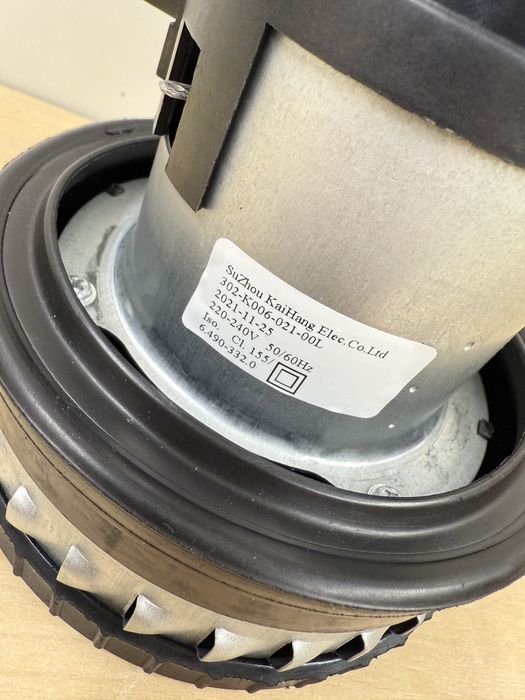 SuZhou KaiHang Elec.Co.Ltd
302-K006-021-00L
2021-11-25
220-240V 50/60Hz
Iso. Cl. 155/
6.490-332.0